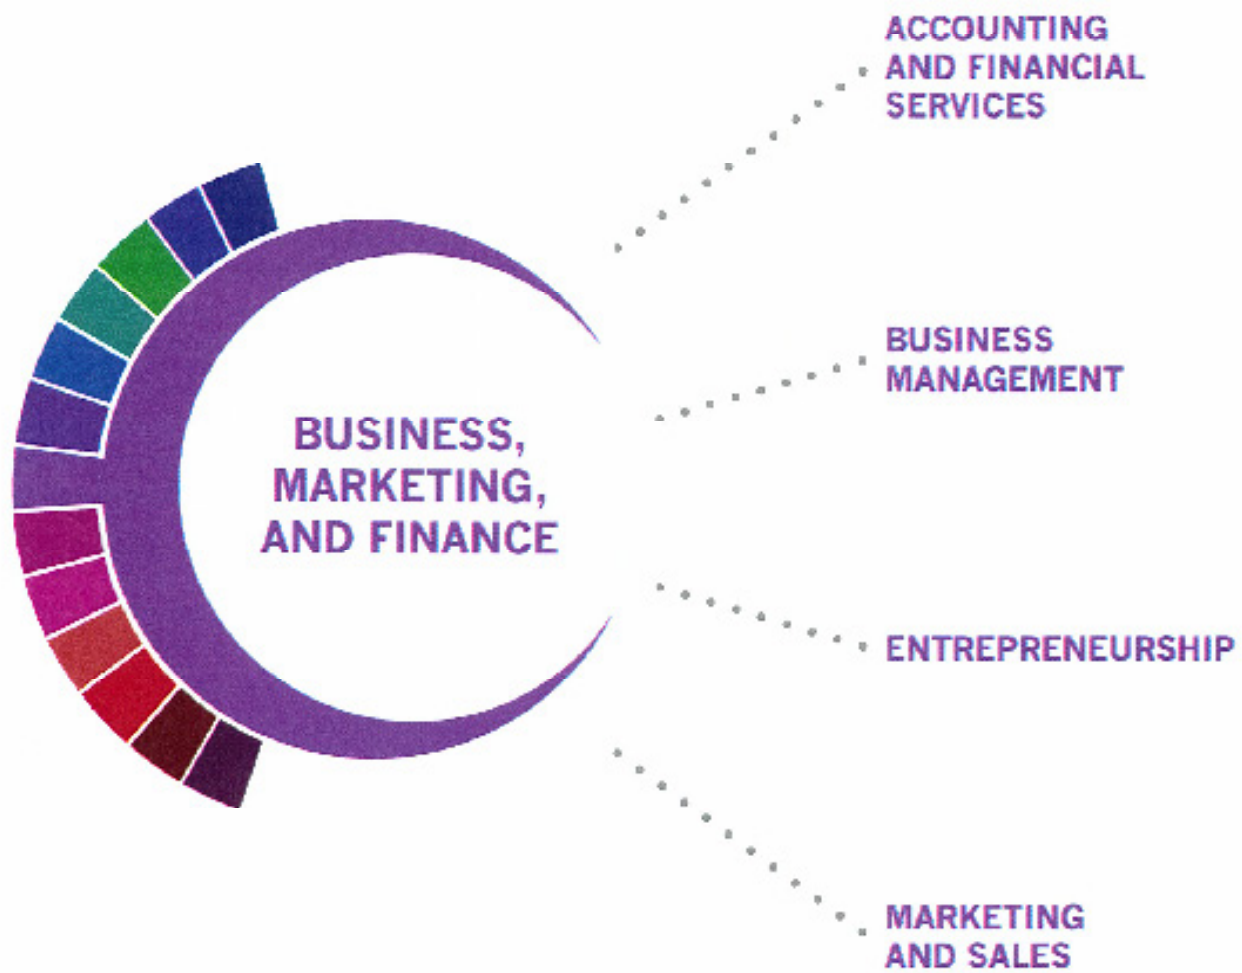 ACCOUNTING
AND FINANCIAL
SERVICES
BUSINESS
MANAGEMENT
BUSINESS,
MARKETING,
AND FINANCE
ENTREPRENEURSHIP
MARKETING
AND SALES